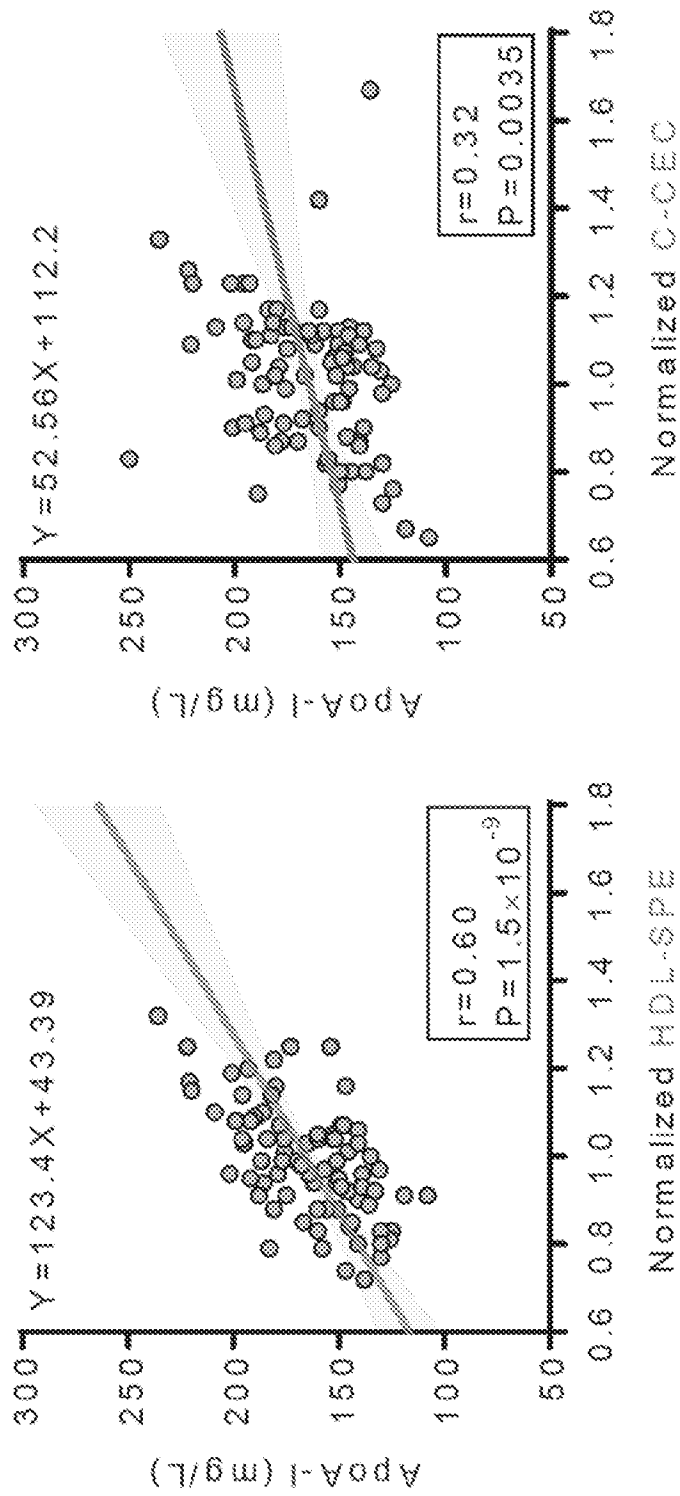 Y=123.4X+43.39
ApoA-I (mg/L)
300
250
200
150
100
50
r=0.60
P=1.5×10⁻⁹
0.6 0.8 1.0 1.2 1.4 1.6 1.8
Normalized HDL-SPE
Y=52.56X+112.2
ApoA-I (mg/L)
300
250
200
150
100
50
r=0.32
P=0.0035
0.6 0.8 1.0 1.2 1.4 1.6 1.8
Normalized C-CEC